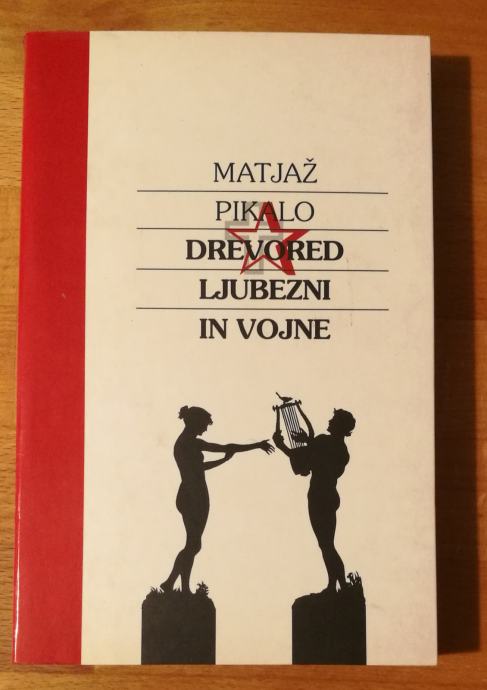 MATJAŽ
PIKALO
DREVORED
LJUBEZNI
IN VOJNE